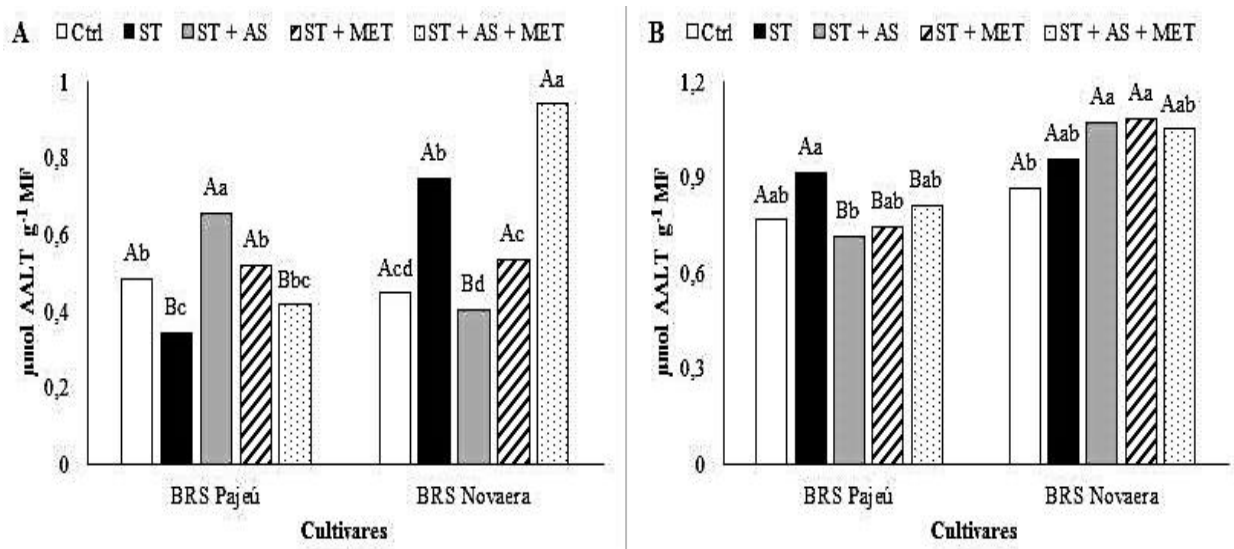 A Ctrl ST ST + AS ST + MET ST + AS + MET
µmol AALT g⁻¹ MF
1
0,8
0,6
0,4
0,2
0
Ab
Bc
Aa
Ab
Bbc
Acd
Ab
Bd
Ac
Aa
BRS Pajeú
BRS Novaera
Cultivares
B Ctrl ST ST + AS ST + MET ST + AS + MET
µmol AALT g⁻¹ MF
1,2
0,9
0,6
0,3
0
Aab
Aa
Bb
Bab
Bab
Ab
Aab
Aa
Aa
Aab
BRS Pajeú
BRS Novaera
Cultivares